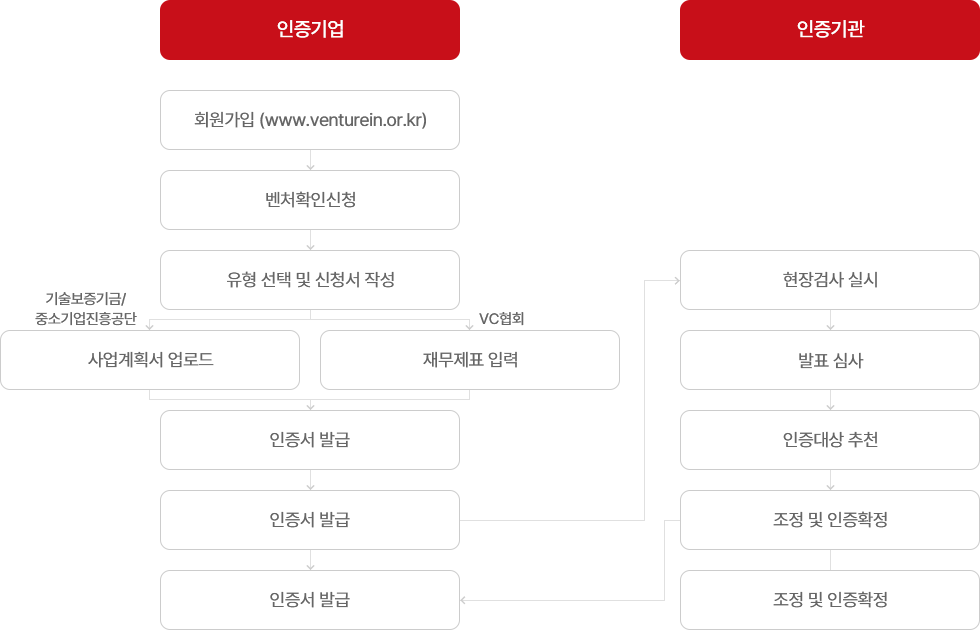 인증기업
인증기관
회원가입 (www.venturein.or.kr)
벤처확인신청
유형 선택 및 신청서 작성
기술보증기금/
중소기업진흥공단
VC협회
사업계획서 업로드
재무제표 입력
인증서 발급
인증서 발급
인증서 발급
현장검사 실시
발표 심사
인증대상 추천
조정 및 인증확정
조정 및 인증확정